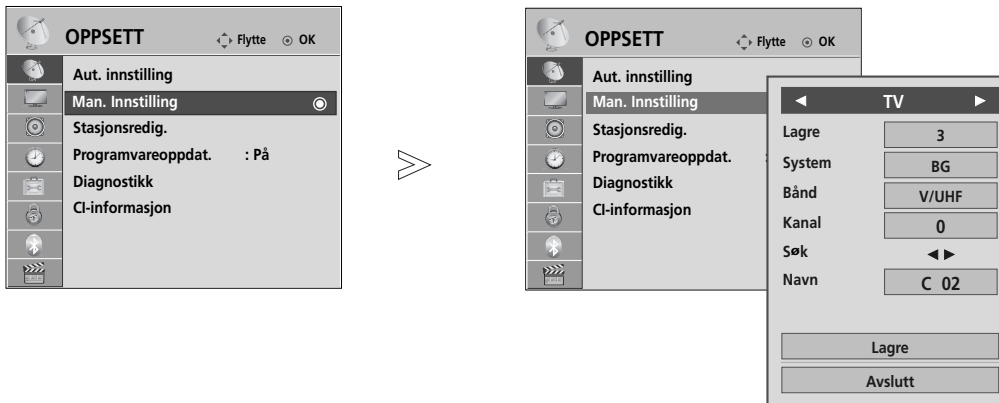 OPPSETT Flytte OK
Aut. innstilling
Man. Innstilling
Stasjonsredig.
Programvareoppdat. : På
Diagnostikk
CI-informasjon
OPPSETT Flytte OK
Aut. innstilling
Man. Innstilling
Stasjonsredig.
Programvareoppdat. :
Diagnostikk
CI-informasjon
TV
Lagre 3
System BG
Bånd V/UHF
Kanal 0
Søk
Navn C 02
Lagre
Avslutt